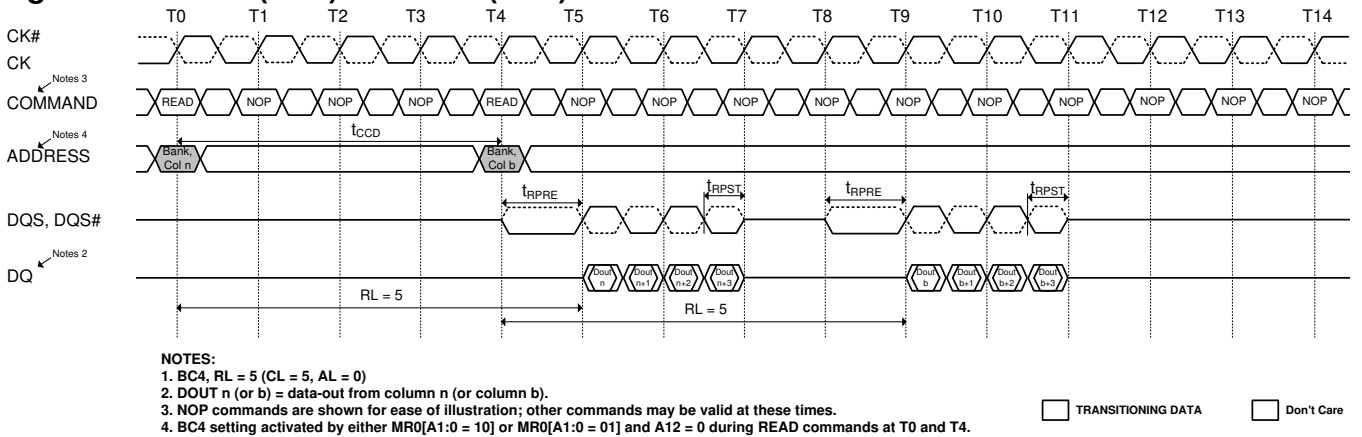 T0 T1 T2 T3 T4 T5 T6 T7 T8 T9 T10 T11 T12 T13 T14
CK#
CK
Notes 3
COMMAND READ NOP NOP NOP READ NOP NOP NOP NOP NOP NOP NOP NOP NOP NOP
tCCD
Notes 4
ADDRESS Bank, Col n Bank, Col b
tRPRE tRPST tRPRE tRPST
DQS, DQS#
Notes 2
DQ Dout n Dout n+1 Dout n+2 Dout n+3 Dout b Dout b+1 Dout b+2 Dout b+3
RL = 5
RL = 5
NOTES:
1. BC4, RL = 5 (CL = 5, AL = 0)
2. DOUT n (or b) = data-out from column n (or column b).
3. NOP commands are shown for ease of illustration; other commands may be valid at these times.
4. BC4 setting activated by either MR0[A1:0 = 10] or MR0[A1:0 = 01] and A12 = 0 during READ commands at T0 and T4.
TRANSITIONING DATA Don't Care